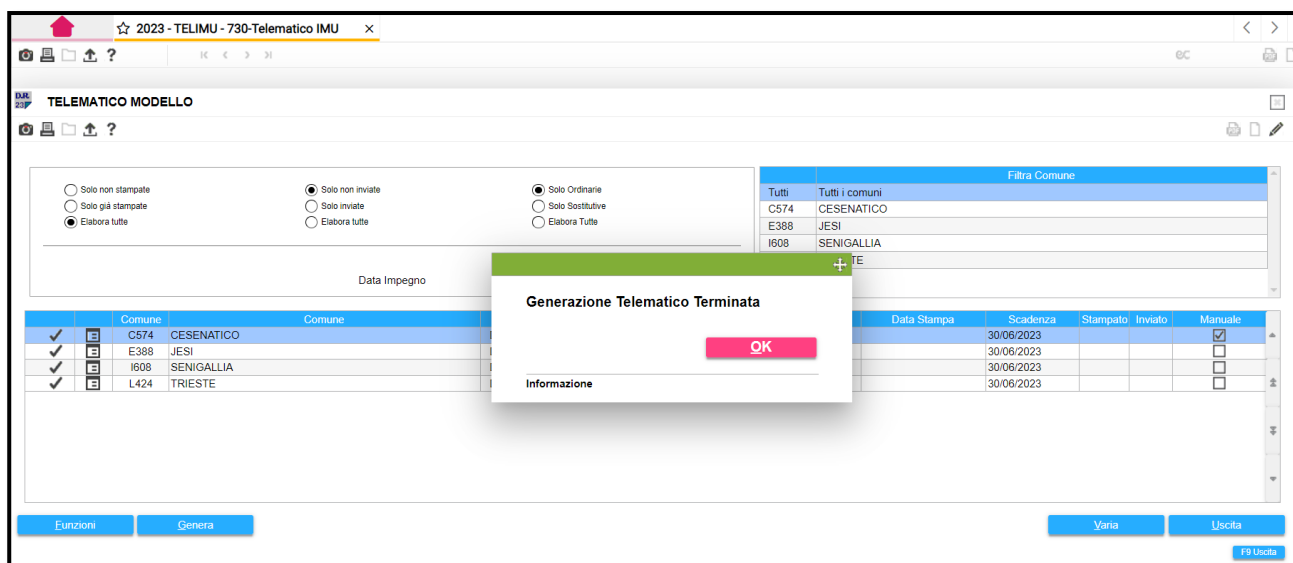 2023 - TELIMU - 730-Telematico IMU
ec
D.R. 23
TELEMATICO MODELLO
Solo non stampate
Solo già stampate
Elabora tutte
Solo non inviate
Solo inviate
Elabora tutte
Solo Ordinarie
Solo Sostitutive
Elabora Tutte
Data Impegno
Filtra Comune
Tutti Tutti i comuni
C574 CESENATICO
E388 JESI
I608 SENIGALLIA
TE
Generazione Telematico Terminata
OK
Informazione
Comune Comune Data Stampa Scadenza Stampato Inviato Manuale
C574 CESENATICO 30/06/2023
E388 JESI 30/06/2023
I608 SENIGALLIA 30/06/2023
L424 TRIESTE 30/06/2023
Funzioni Genera Varia Uscita
F9 Uscita